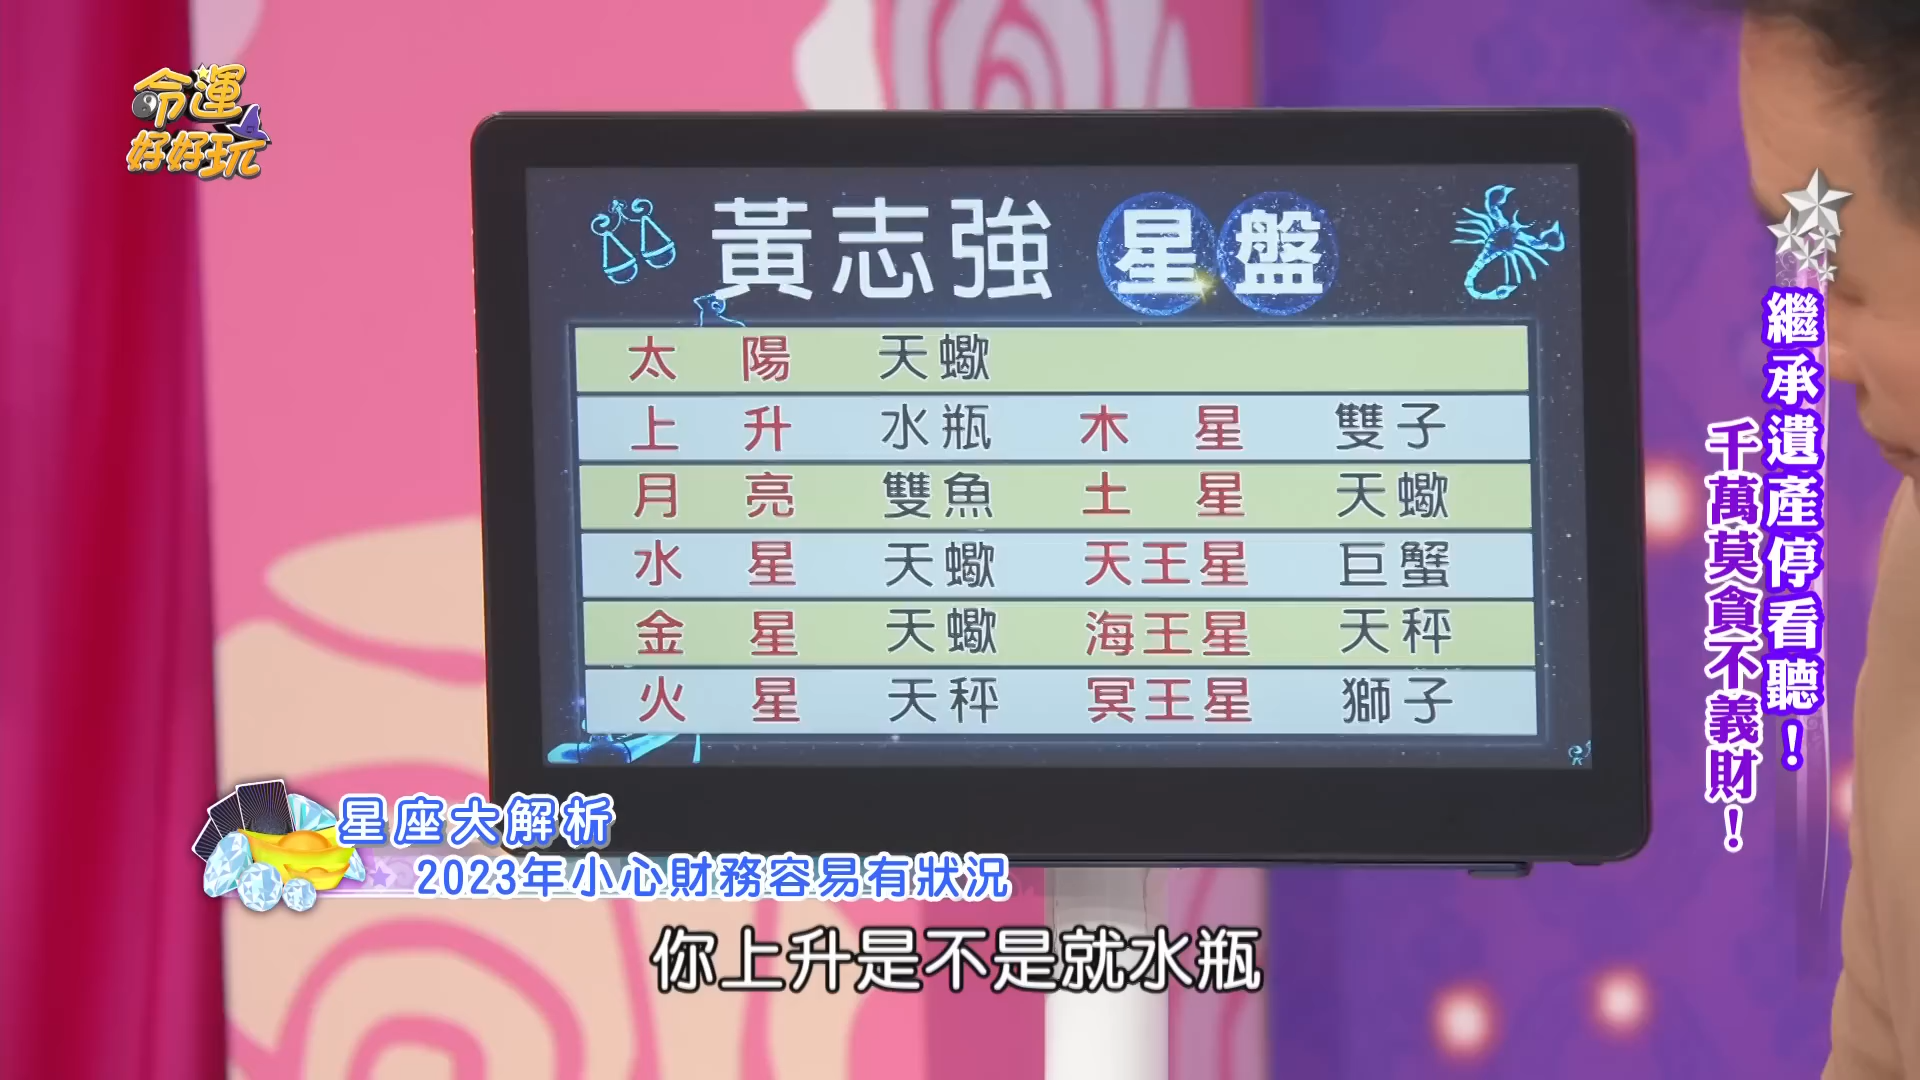 命運
好好玩
黃志強 星盤
太陽 天蠍
上升 水瓶 木星 雙子
月亮 雙魚 土星 天蠍
水星 天蠍 天王星 巨蟹
金星 天蠍 海王星 天秤
火星 天秤 冥王星 獅子
繼承遺產停看聽！
千萬莫貪不義財！
星座大解析
2023年小心財務容易有狀況
你上升是不是就水瓶